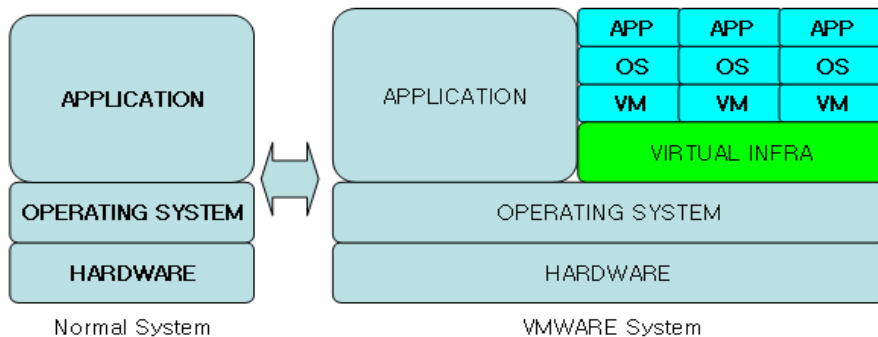 APPLICATION
OPERATING SYSTEM
HARDWARE
Normal System
APPLICATION
APP APP APP
OS OS OS
VM VM VM
VIRTUAL INFRA
OPERATING SYSTEM
HARDWARE
VMWARE System